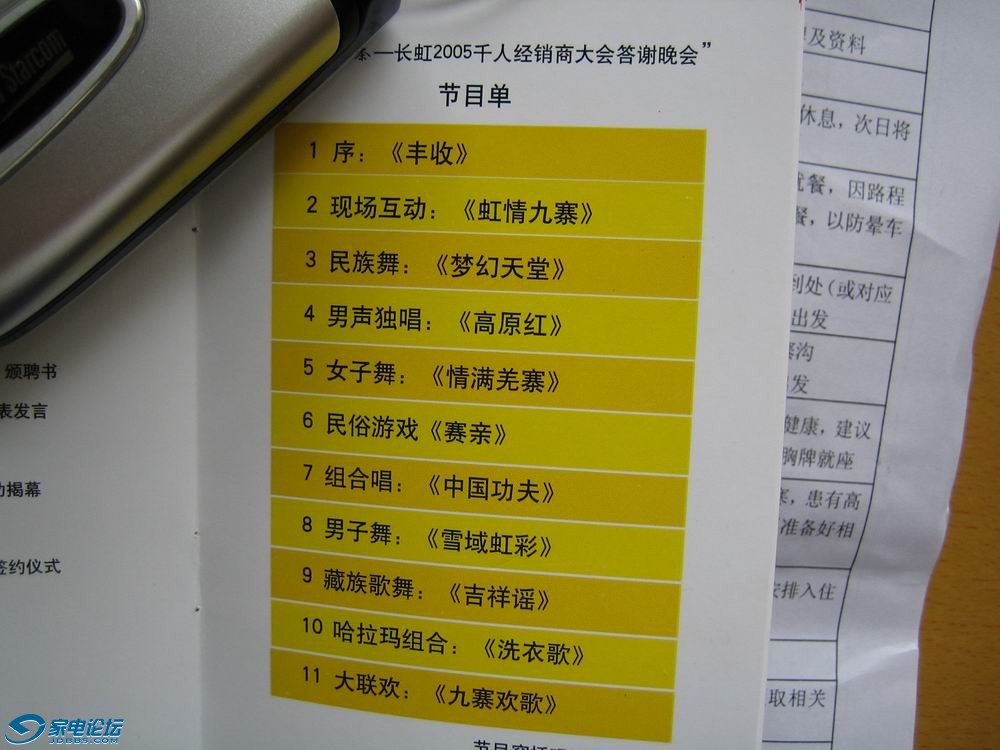 Starcom
—长虹2005千人经销商大会答谢晚会”
节目单
1 序：《丰收》
2 现场互动：《虹情九寨》
3 民族舞：《梦幻天堂》
4 男声独唱：《高原红》
5 女子舞：《情满羌寨》
6 民俗游戏《赛亲》
7 组合唱：《中国功夫》
8 男子舞：《雪域虹彩》
9 藏族歌舞：《吉祥谣》
10 哈拉玛组合：《洗衣歌》
11 大联欢：《九寨欢歌》
颁聘书
表发言
揭幕
签约仪式
及资料
休息，次日将
餐，因路程
餐，以防晕车
到处（或对应
出发
寨沟
发
健康，建议
胸牌就座
，患有高
准备好相
安排入住
取相关
家电论坛
JDBBS.COM